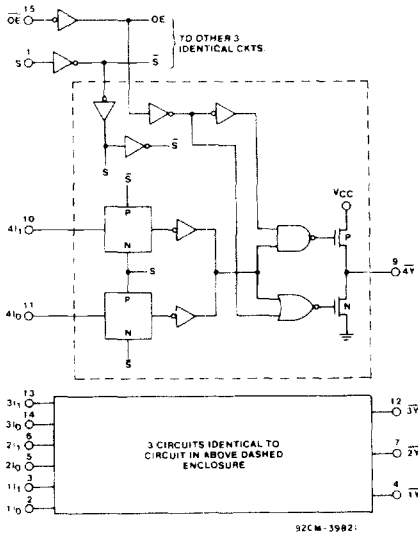 OE 15 OE
TO OTHER 3
IDENTICAL CKTS.
S 1 S
S
S
S
VCC
P
10
4I1
P
N
S
9
4Y
11
4I0
P
N
N
S
13
3I1
14
3I0
6
2I1
5
2I0
3
1I1
2
1I0
3 CIRCUITS IDENTICAL TO
CIRCUIT IN ABOVE DASHED
ENCLOSURE
12
3Y
7
2Y
4
1Y